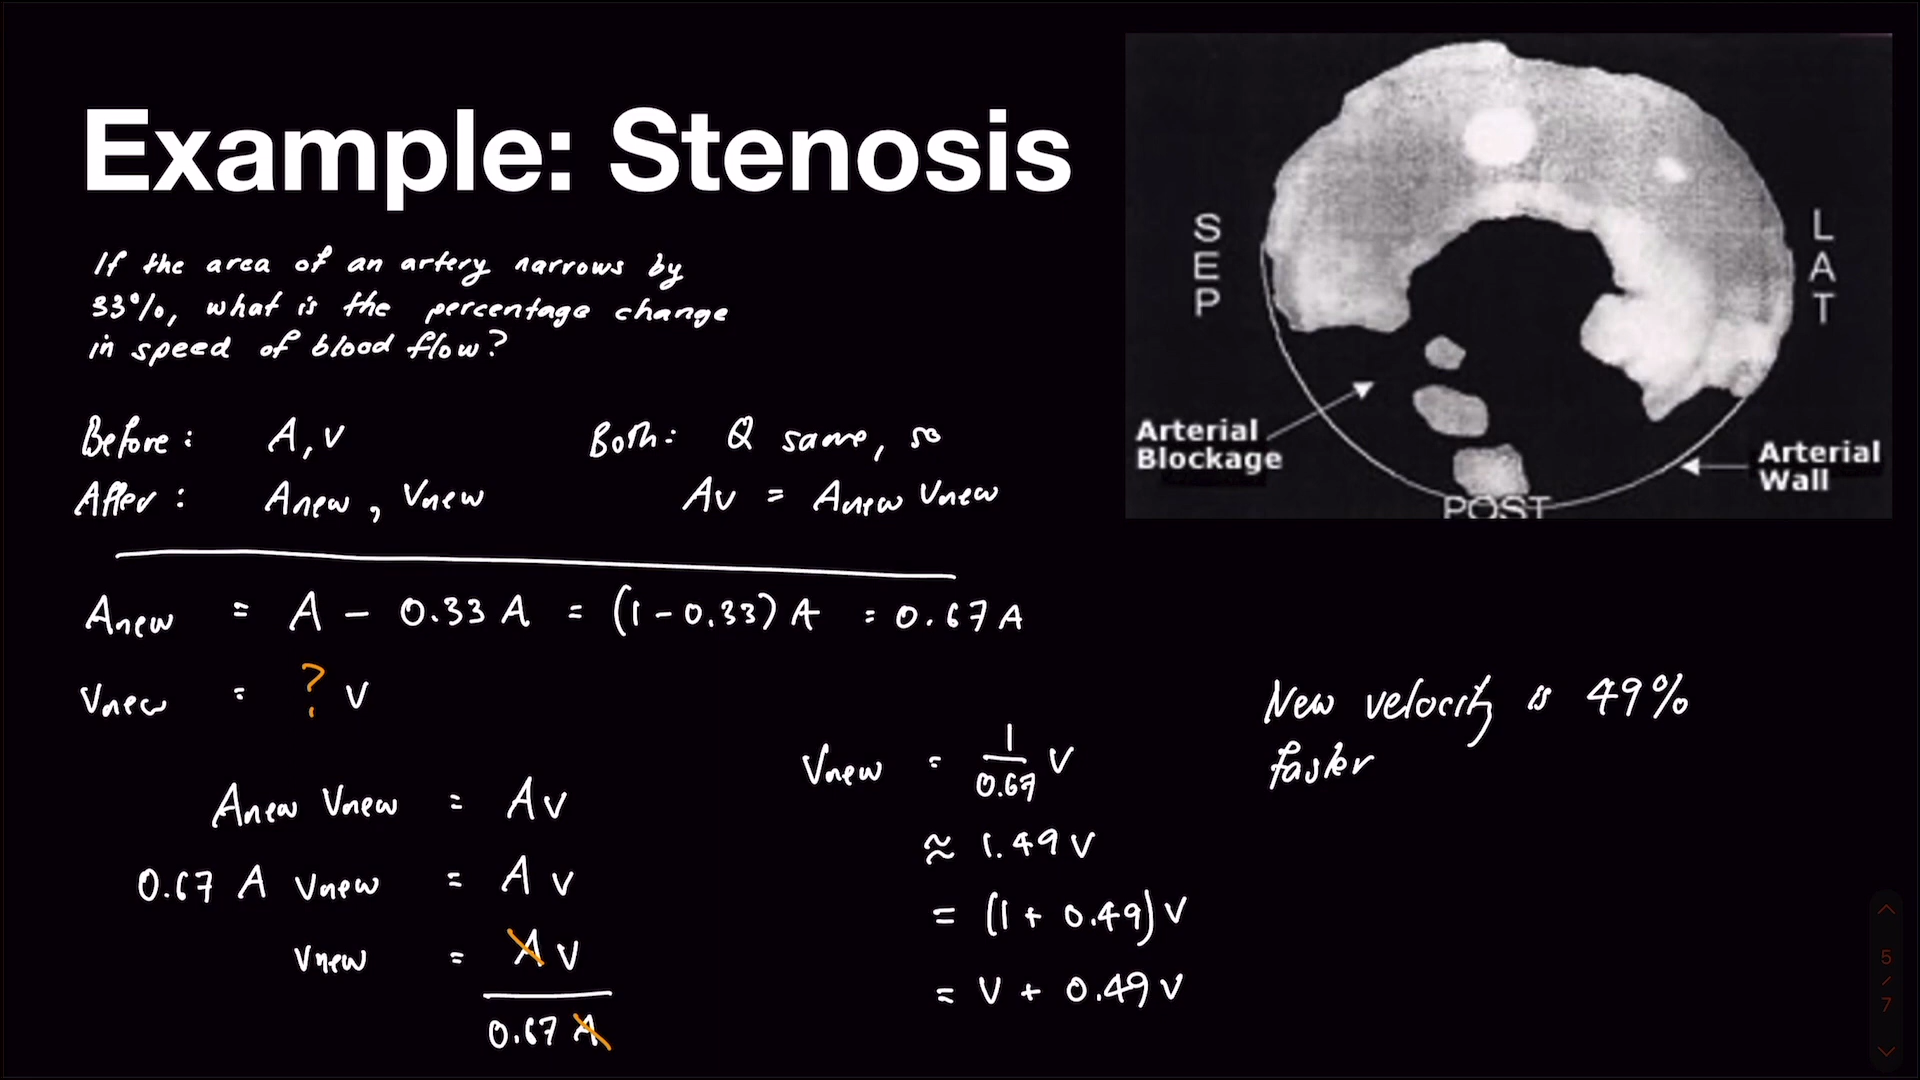 Example: Stenosis
If the area of an artery narrows by
33%, what is the percentage change
in speed of blood flow?
Before: A, v
After: Anew, Vnew
Both: Q same, so
Av = Anew Vnew
Anew = A - 0.33 A = (1-0.33) A = 0.67 A
Vnew = ? v
Anew Vnew = Av
0.67 A Vnew = A v
Vnew = A v / 0.67 A
Vnew = 1 / 0.67 v
≈ 1.49 v
= (1 + 0.49) v
= v + 0.49 v
New velocity is 49%
faster
SEP
LAT
Arterial
Blockage
Arterial
Wall
POST
5
/
7